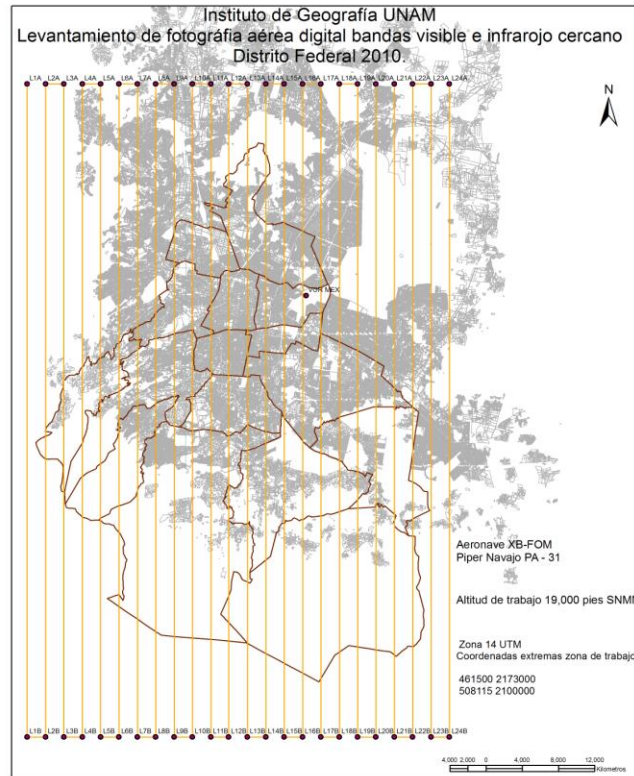 Instituto de Geografía UNAM
Levantamiento de fotográfia aérea digital bandas visible e infrarojo cercano
Distrito Federal 2010.
L1A L2A L3A L4A L5A L6A L7A L8A L9A L10A L11A L12A L13A L14A L15A L16A L17A L18A L19A L20A L21A L22A L23A L24A
N
VOR MEX
Aeronave XB-FOM
Piper Navajo PA - 31
Altitud de trabajo 19,000 pies SNMM
Zona 14 UTM
Coordenadas extremas zona de trabajo
461500 2173000
508115 2100000
L1B L2B L3B L4B L5B L6B L7B L8B L9B L10B L11B L12B L13B L14B L15B L16B L17B L18B L19B L20B L21B L22B L23B L24B
4,000 2,000 0 4,000 8,000 12,000
Kilometros